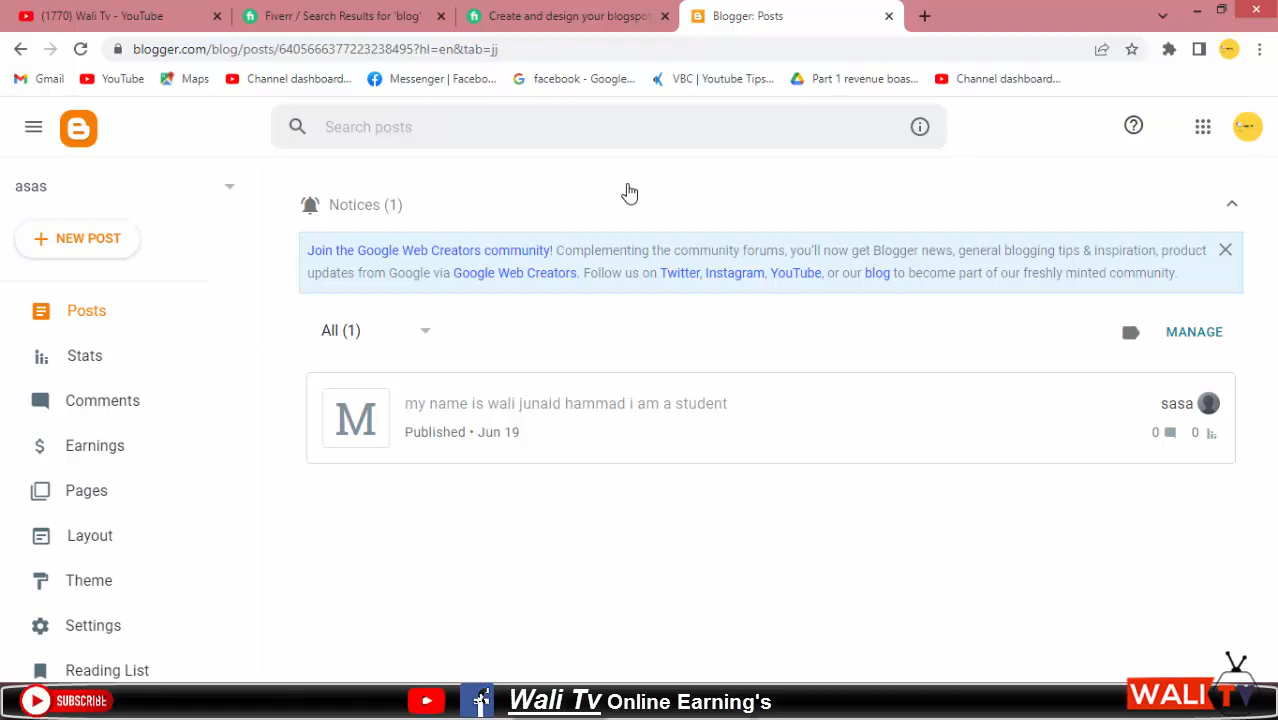 (1770) Wali Tv - YouTube
Fiverr / Search Results for 'blog'
Create and design your blogspot
Blogger: Posts
blogger.com/blog/posts/6405666377223238495?hl=en&tab=jj
Gmail
YouTube
Maps
Channel dashboard...
Messenger | Facebo...
facebook - Google...
VBC | Youtube Tips...
Part 1 revenue boas...
Channel dashboard...
Search posts
asas
NEW POST
Posts
Stats
Comments
Earnings
Pages
Layout
Theme
Settings
Reading List
Notices (1)
Join the Google Web Creators community! Complementing the community forums, you'll now get Blogger news, general blogging tips & inspiration, product
updates from Google via Google Web Creators. Follow us on Twitter, Instagram, YouTube, or our blog to become part of our freshly minted community.
All (1)
MANAGE
M
my name is wali junaid hammad i am a student
Published • Jun 19
sasa
0
0
SUBSCRIBE
Wali Tv Online Earning's
WALI TV